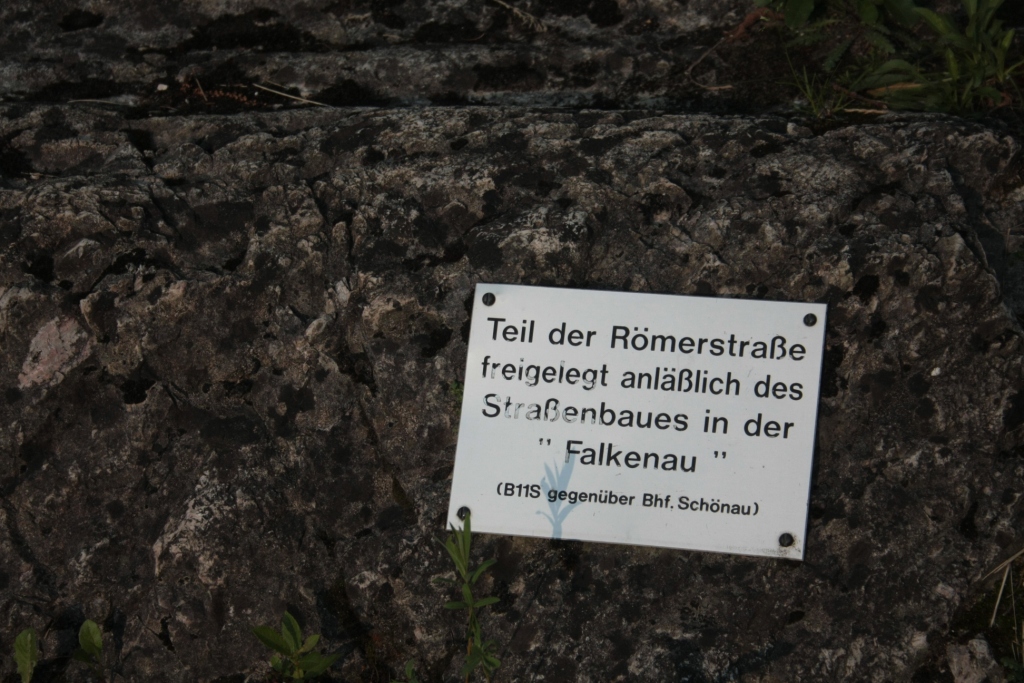 Teil der Römerstraße
freigelegt anläßlich des
Straßenbaues in der
" Falkenau "
(B11S gegenüber Bhf. Schönau)